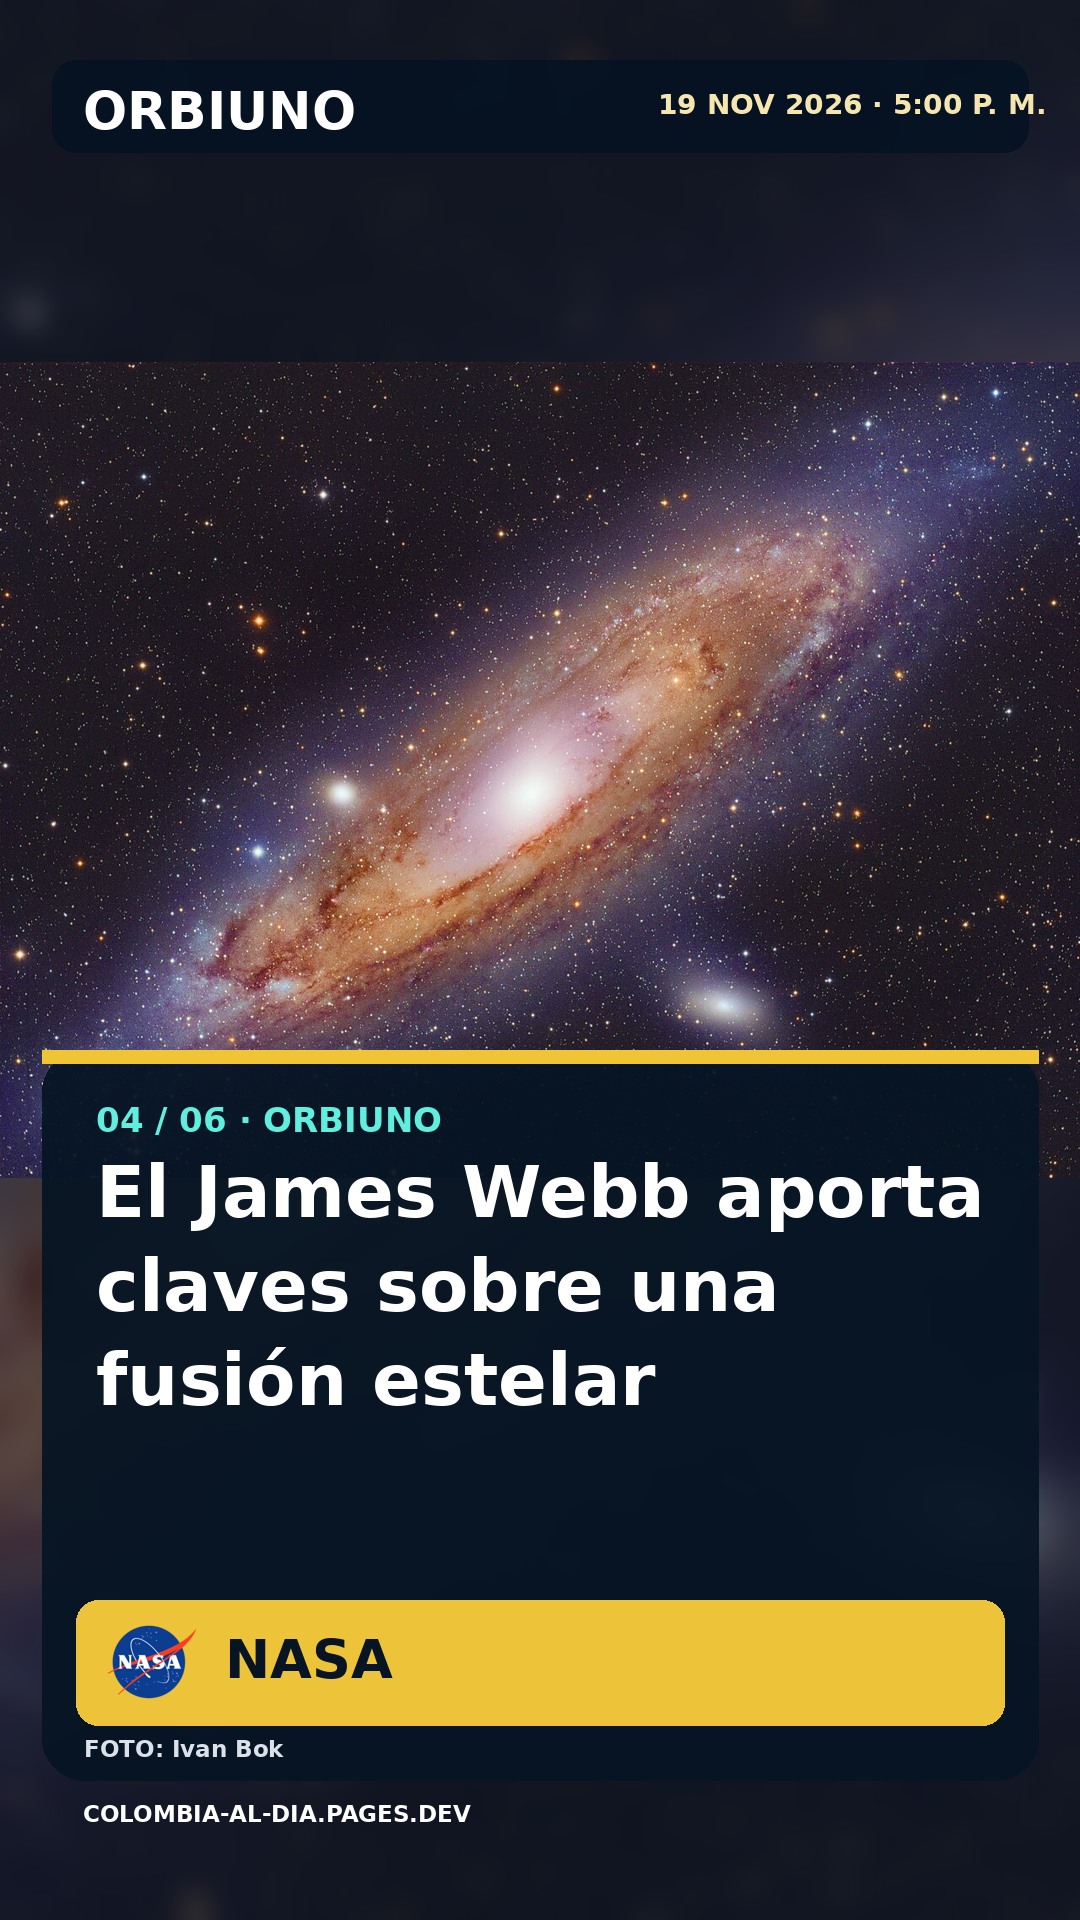 ORBIUNO
19 NOV 2026 · 5:00 P. M.
04 / 06 · ORBIUNO
El James Webb aporta
claves sobre una
fusión estelar
NASA
NASA
FOTO: Ivan Bok
COLOMBIA-AL-DIA.PAGES.DEV